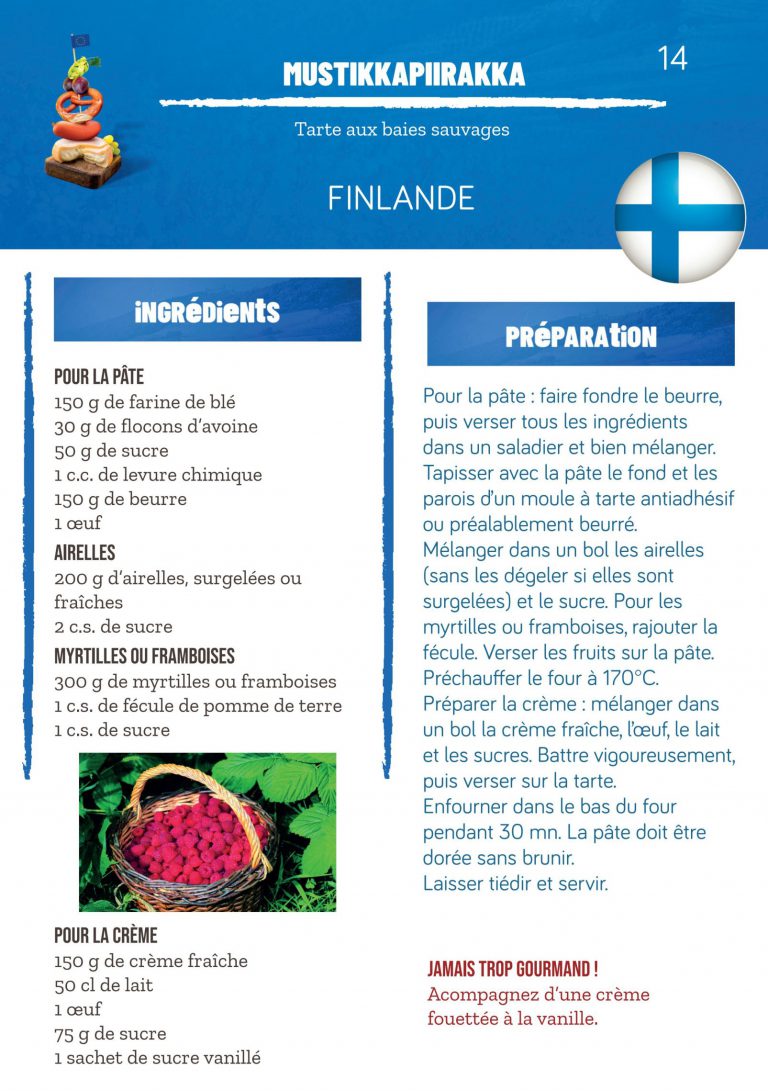 MUSTIKKAPIIRAKKA
14
Tarte aux baies sauvages
FINLANDE
INGRÉDIENTS
POUR LA PÂTE
150 g de farine de blé
30 g de flocons d’avoine
50 g de sucre
1 c.c. de levure chimique
150 g de beurre
1 œuf
AIRELLES
200 g d’airelles, surgelées ou
fraîches
2 c.s. de sucre
MYRTILLES OU FRAMBOISES
300 g de myrtilles ou framboises
1 c.s. de fécule de pomme de terre
1 c.s. de sucre
POUR LA CRÈME
150 g de crème fraîche
50 cl de lait
1 œuf
75 g de sucre
1 sachet de sucre vanillé
PRÉPARATION
Pour la pâte : faire fondre le beurre,
puis verser tous les ingrédients
dans un saladier et bien mélanger.
Tapisser avec la pâte le fond et les
parois d’un moule à tarte antiadhésif
ou préalablement beurré.
Mélanger dans un bol les airelles
(sans les dégeler si elles sont
surgelées) et le sucre. Pour les
myrtilles ou framboises, rajouter la
fécule. Verser les fruits sur la pâte.
Préchauffer le four à 170°C.
Préparer la crème : mélanger dans
un bol la crème fraîche, l’œuf, le lait
et les sucres. Battre vigoureusement,
puis verser sur la tarte.
Enfourner dans le bas du four
pendant 30 mn. La pâte doit être
dorée sans brunir.
Laisser tiédir et servir.
JAMAIS TROP GOURMAND !
Acompagnez d’une crème
fouettée à la vanille.